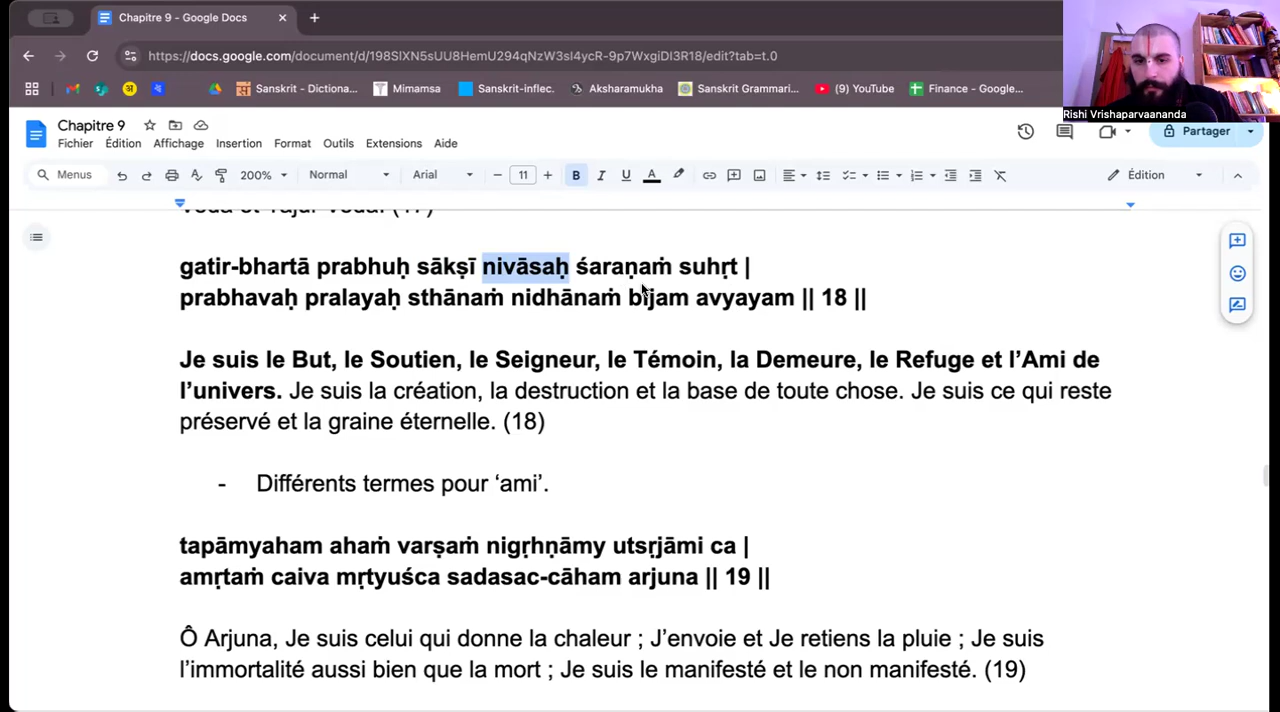 Chapitre 9 - Google Docs
https://docs.google.com/document/d/198SlXN5sUU8HemU294qNzW3sl4ycR-9p7WxgiDI3R18/edit?tab=t.0
Sanskrit - Dictiona... Mimamsa Sanskrit-inflec. Aksharamukha Sanskrit Grammari... (9) YouTube Finance – Google...
Rishi Vrishaparvaananda
Chapitre 9
Partager
Fichier Édition Affichage Insertion Format Outils Extensions Aide
Menus 200% Normal Arial 11 B I U A Édition
gatir-bhartā prabhuḥ sākṣī nivāsaḥ śaraṇaṁ suhṛt |
prabhavaḥ pralayaḥ sthānaṁ nidhānaṁ bījam avyayam || 18 ||
Je suis le But, le Soutien, le Seigneur, le Témoin, la Demeure, le Refuge et l’Ami de
l’univers. Je suis la création, la destruction et la base de toute chose. Je suis ce qui reste
préservé et la graine éternelle. (18)
- Différents termes pour ‘ami’.
tapāmyaham ahaṁ varṣaṁ nigṛhṇāmy utsṛjāmi ca |
amṛtaṁ caiva mṛtyuśca sadasac-cāham arjuna || 19 ||
Ô Arjuna, Je suis celui qui donne la chaleur ; J’envoie et Je retiens la pluie ; Je suis
l’immortalité aussi bien que la mort ; Je suis le manifesté et le non manifesté. (19)